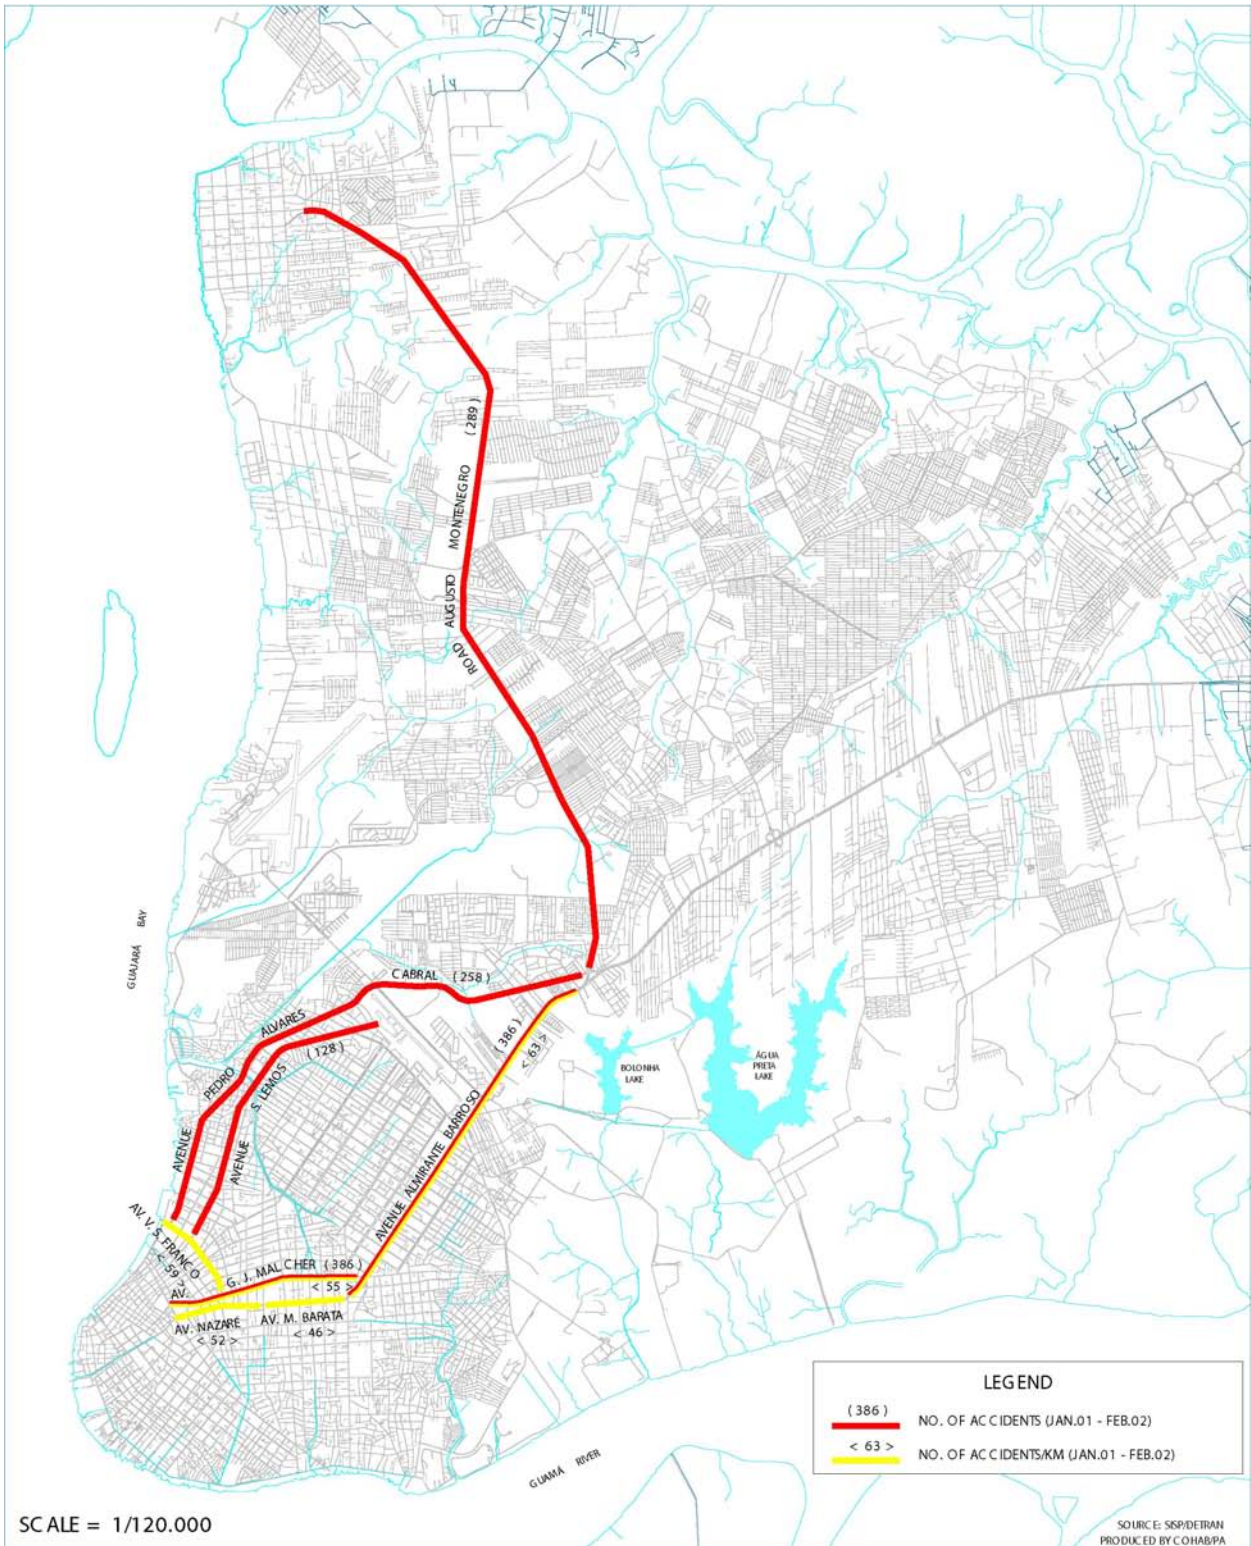 ( 289 )
ROAD AUGUSTO MONTENEGRO
GUAJARÁ BAY
CABRAL ( 258 )
AVENUE PEDRO ALVARES
( 128 )
AVENUE S. LEMOS
( 386 )
< 63 >
AVENUE ALMIRANTE BARROSO
BOLONHA
LAKE
ÁGUA
PRETA
LAKE
AV. V. S. FRANCO
< 59 >
AV. G. J. MALCHER ( 386 )
< 55 >
AV. NAZARÉ
< 52 >
AV. M. BARATA
< 46 >
GUAMÁ RIVER
LEGEND
( 386 )
NO. OF ACCIDENTS (JAN.01 - FEB.02)
< 63 >
NO. OF ACCIDENTS/KM (JAN.01 - FEB.02)
SCALE = 1/120.000
SOURCE: SISP/DETRAN
PRODUCED BY COHAB/PA